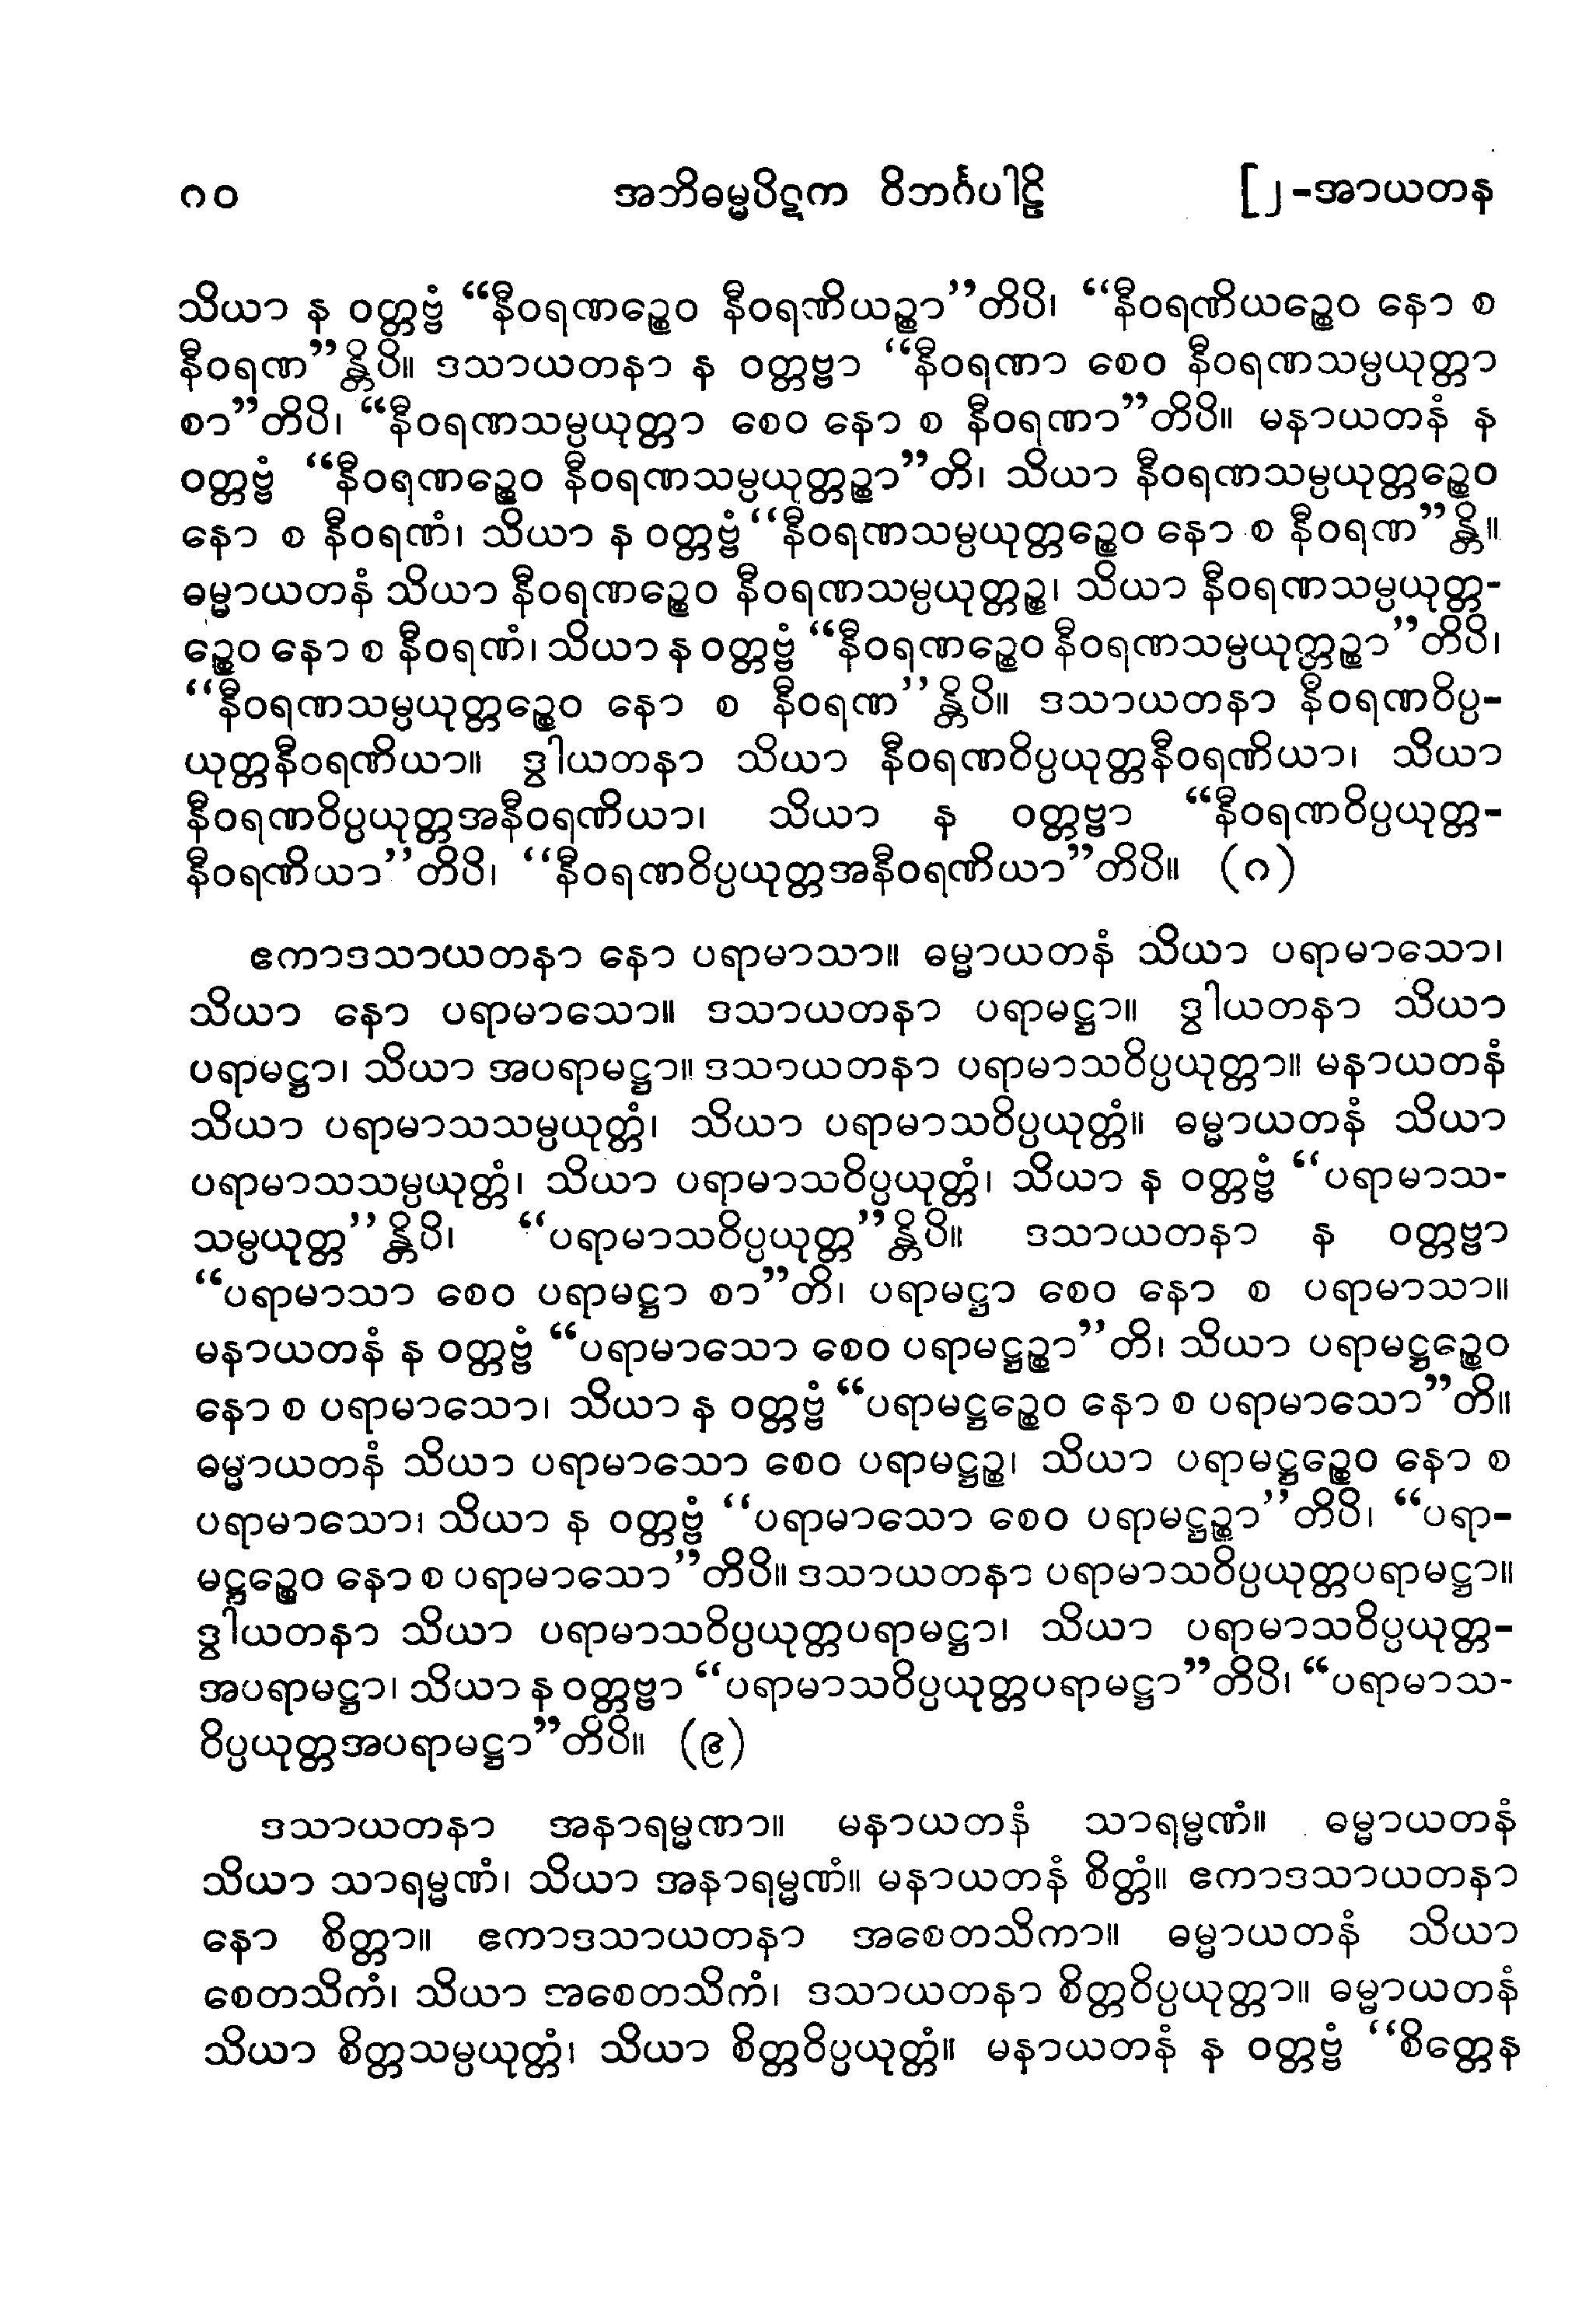 ၈၀ အဘိဓမ္မပိဋက ဝိဘင်္ဂပါဠိ [၂-အာယတန
သိယာ န ဝတ္တဗ္ဗံ “နီဝရဏဉ္စေဝ နီဝရဏိယဉ္စာ”တိပိ၊ “နီဝရဏိယဉ္စေဝ နော စ
နီဝရဏ”န္တိပိ။ ဒသာယတနာ န ဝတ္တဗ္ဗာ “နီဝရဏာ စေဝ နီဝရဏသမ္ပယုတ္တာ
စာ”တိပိ၊ “နီဝရဏသမ္ပယုတ္တာ စေဝ နော စ နီဝရဏာ”တိပိ။ မနာယတနံ န
ဝတ္တဗ္ဗံ “နီဝရဏဉ္စေဝ နီဝရဏသမ္ပယုတ္တဉ္စာ”တိ၊ သိယာ နီဝရဏသမ္ပယုတ္တဉ္စေဝ
နော စ နီဝရဏံ၊ သိယာ န ဝတ္တဗ္ဗံ “နီဝရဏသမ္ပယုတ္တဉ္စေဝ နော စ နီဝရဏ”န္တိ။
ဓမ္မာယတနံ သိယာ နီဝရဏဉ္စေဝ နီဝရဏသမ္ပယုတ္တဉ္စ၊ သိယာ နီဝရဏသမ္ပယုတ္တ-
ဉ္စေဝ နော စ နီဝရဏံ၊ သိယာ န ဝတ္တဗ္ဗံ “နီဝရဏဉ္စေဝ နီဝရဏသမ္ပယုတ္တဉ္စာ”တိပိ၊
“နီဝရဏသမ္ပယုတ္တဉ္စေဝ နော စ နီဝရဏ”န္တိပိ။ ဒသာယတနာ နီဝရဏဝိပ္ပ-
ယုတ္တနီဝရဏိယာ။ ဒွါယတနာ သိယာ နီဝရဏဝိပ္ပယုတ္တနီဝရဏိယာ၊ သိယာ
နီဝရဏဝိပ္ပယုတ္တအနီဝရဏိယာ၊ သိယာ န ဝတ္တဗ္ဗာ “နီဝရဏဝိပ္ပယုတ္တ-
နီဝရဏိယာ”တိပိ၊ “နီဝရဏဝိပ္ပယုတ္တအနီဝရဏိယာ”တိပိ။ (၈)
ဧကာဒသာယတနာ နော ပရာမာသာ။ ဓမ္မာယတနံ သိယာ ပရာမာသော၊
သိယာ နော ပရာမာသော။ ဒသာယတနာ ပရာမဋ္ဌာ။ ဒွါယတနာ သိယာ
ပရာမဋ္ဌာ၊ သိယာ အပရာမဋ္ဌာ။ ဒသာယတနာ ပရာမာသဝိပ္ပယုတ္တာ။ မနာယတနံ
သိယာ ပရာမာသသမ္ပယုတ္တံ၊ သိယာ ပရာမာသဝိပ္ပယုတ္တံ။ ဓမ္မာယတနံ သိယာ
ပရာမာသသမ္ပယုတ္တံ၊ သိယာ ပရာမာသဝိပ္ပယုတ္တံ၊ သိယာ န ဝတ္တဗ္ဗံ “ပရာမာသ-
သမ္ပယုတ္တ”န္တိပိ၊ “ပရာမာသဝိပ္ပယုတ္တ”န္တိပိ။ ဒသာယတနာ န ဝတ္တဗ္ဗာ
“ပရာမာသာ စေဝ ပရာမဋ္ဌာ စာ”တိ၊ ပရာမဋ္ဌာ စေဝ နော စ ပရာမာသာ။
မနာယတနံ န ဝတ္တဗ္ဗံ “ပရာမာသော စေဝ ပရာမဋ္ဌဉ္စာ”တိ၊ သိယာ ပရာမဋ္ဌဉ္စေဝ
နော စ ပရာမာသော၊ သိယာ န ဝတ္တဗ္ဗံ “ပရာမဋ္ဌဉ္စေဝ နော စ ပရာမာသော”တိ။
ဓမ္မာယတနံ သိယာ ပရာမာသော စေဝ ပရာမဋ္ဌဉ္စ၊ သိယာ ပရာမဋ္ဌဉ္စေဝ နော စ
ပရာမာသော၊ သိယာ န ဝတ္တဗ္ဗံ “ပရာမာသော စေဝ ပရာမဋ္ဌဉ္စာ”တိပိ၊ “ပရာ-
မဋ္ဌဉ္စေဝ နော စ ပရာမာသော”တိပိ။ ဒသာယတနာ ပရာမာသဝိပ္ပယုတ္တပရာမဋ္ဌာ။
ဒွါယတနာ သိယာ ပရာမာသဝိပ္ပယုတ္တပရာမဋ္ဌာ၊ သိယာ ပရာမာသဝိပ္ပယုတ္တ-
အပရာမဋ္ဌာ၊ သိယာ န ဝတ္တဗ္ဗာ “ပရာမာသဝိပ္ပယုတ္တပရာမဋ္ဌာ”တိပိ၊ “ပရာမာသ-
ဝိပ္ပယုတ္တအပရာမဋ္ဌာ”တိပိ။ (၉)
ဒသာယတနာ အနာရမ္မဏာ။ မနာယတနံ သာရမ္မဏံ။ ဓမ္မာယတနံ
သိယာ သာရမ္မဏံ၊ သိယာ အနာရမ္မဏံ။ မနာယတနံ စိတ္တံ။ ဧကာဒသာယတနာ
နော စိတ္တာ။ ဧကာဒသာယတနာ အစေတသိကာ။ ဓမ္မာယတနံ သိယာ
စေတသိကံ၊ သိယာ အစေတသိကံ၊ ဒသာယတနာ စိတ္တဝိပ္ပယုတ္တာ။ ဓမ္မာယတနံ
သိယာ စိတ္တသမ္ပယုတ္တံ၊ သိယာ စိတ္တဝိပ္ပယုတ္တံ။ မနာယတနံ န ဝတ္တဗ္ဗံ “စိတ္တေန